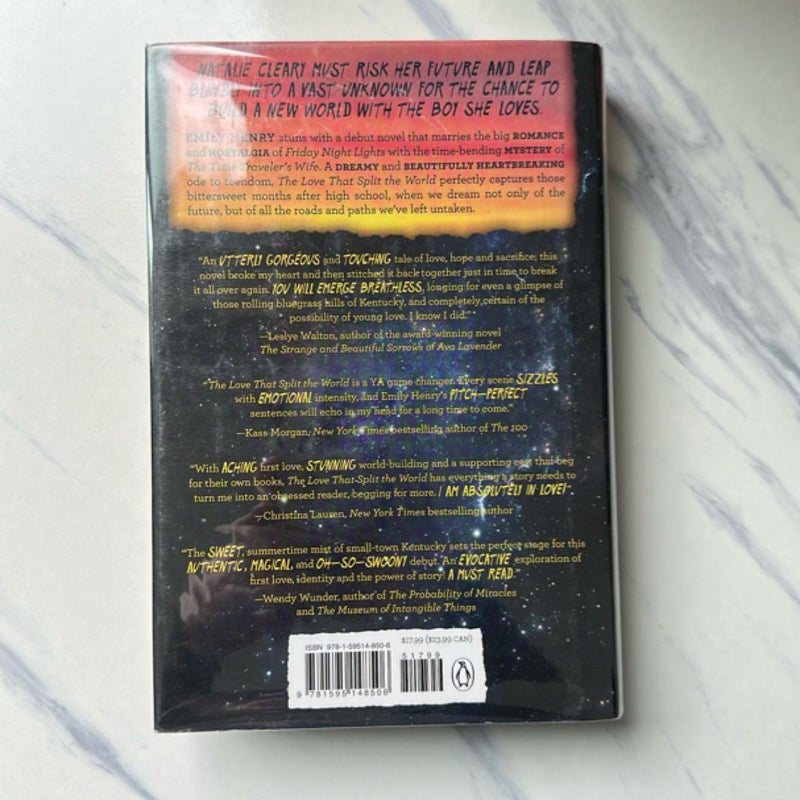 NATALIE CLEARY MUST RISK HER FUTURE AND LEAP
BLINDLY INTO A VAST UNKNOWN FOR THE CHANCE TO
BUILD A NEW WORLD WITH THE BOY SHE LOVES.
EMILY HENRY stuns with a debut novel that marries the big ROMANCE
and NOSTALGIA of Friday Night Lights with the time-bending MYSTERY of
The Time Traveler's Wife. A DREAMY and BEAUTIFULLY HEARTBREAKING
ode to teendom, The Love That Split the World perfectly captures those
bittersweet months after high school, when we dream not only of the
future, but of all the roads and paths we've left untaken.
"An UTTERLY GORGEOUS and TOUCHING tale of love, hope and sacrifice; this
novel broke my heart and then stitched it back together just in time to break
it all over again. YOU WILL EMERGE BREATHLESS, longing for even a glimpse of
those rolling bluegrass hills of Kentucky, and completely certain of the
possibility of young love. I know I did."
—Leslye Walton, author of the award-winning novel
The Strange and Beautiful Sorrows of Ava Lavender
"The Love That Split the World is a YA game changer. Every scene SIZZLES
with EMOTIONAL intensity, and Emily Henry's PITCH-PERFECT
sentences will echo in my head for a long time to come."
—Kass Morgan, New York Times bestselling author of The 100
"With ACHING first love, STUNNING world-building and a supporting cast that beg
for their own books, The Love That Split the World has everything a story needs to
turn me into an obsessed reader, begging for more. I AM ABSOLUTELY IN LOVE!"
—Christina Lauren, New York Times bestselling author
"The SWEET, summertime mist of small-town Kentucky sets the perfect stage for this
AUTHENTIC, MAGICAL, and OH-SO-SWOONY debut. An EVOCATIVE exploration of
first love, identity and the power of story. A MUST READ."
—Wendy Wunder, author of The Probability of Miracles
and The Museum of Intangible Things
ISBN 978-1-59514-850-6
$17.99 ($23.99 CAN)
51799
9 781595 148506